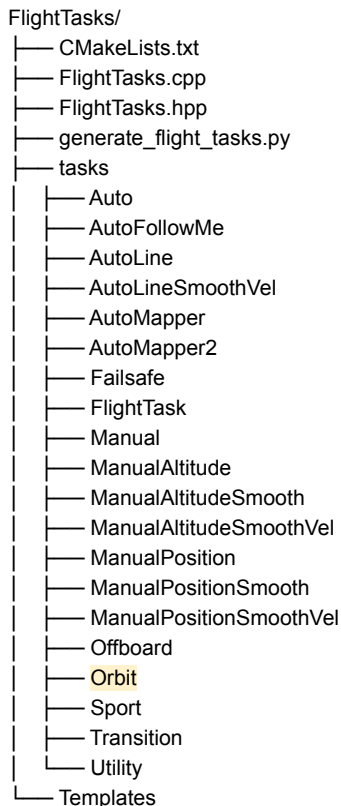 FlightTasks/
├── CMakeLists.txt
├── FlightTasks.cpp
├── FlightTasks.hpp
├── generate_flight_tasks.py
├── tasks
│   ├── Auto
│   ├── AutoFollowMe
│   ├── AutoLine
│   ├── AutoLineSmoothVel
│   ├── AutoMapper
│   ├── AutoMapper2
│   ├── Failsafe
│   ├── FlightTask
│   ├── Manual
│   ├── ManualAltitude
│   ├── ManualAltitudeSmooth
│   ├── ManualAltitudeSmoothVel
│   ├── ManualPosition
│   ├── ManualPositionSmooth
│   ├── ManualPositionSmoothVel
│   ├── Offboard
│   ├── Orbit
│   ├── Sport
│   ├── Transition
│   └── Utility
└── Templates